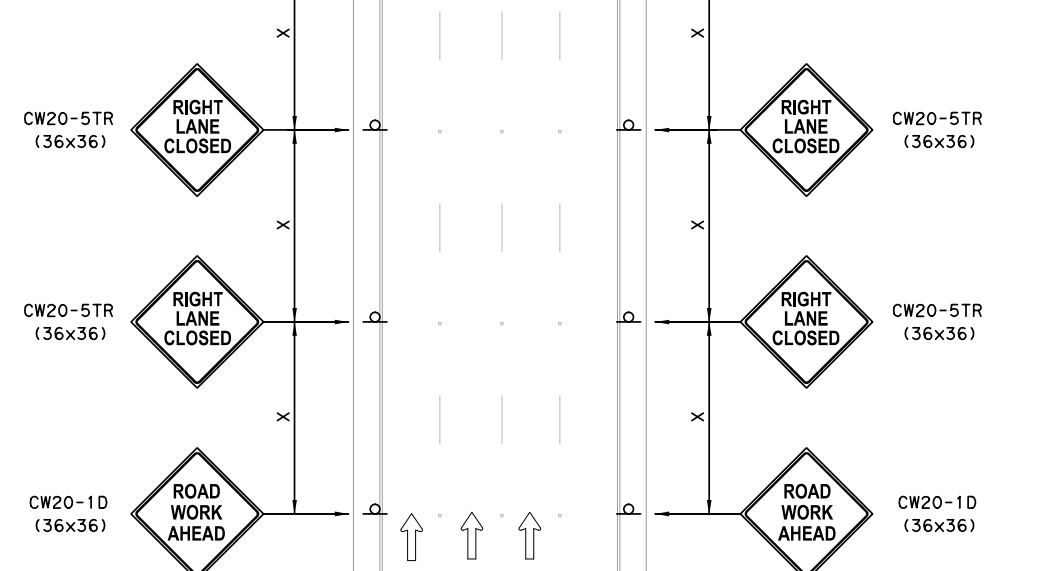 X
X
CW20-5TR
(36x36)
RIGHT
LANE
CLOSED
RIGHT
LANE
CLOSED
CW20-5TR
(36x36)
X
X
CW20-5TR
(36x36)
RIGHT
LANE
CLOSED
RIGHT
LANE
CLOSED
CW20-5TR
(36x36)
X
X
CW20-1D
(36x36)
ROAD
WORK
AHEAD
ROAD
WORK
AHEAD
CW20-1D
(36x36)